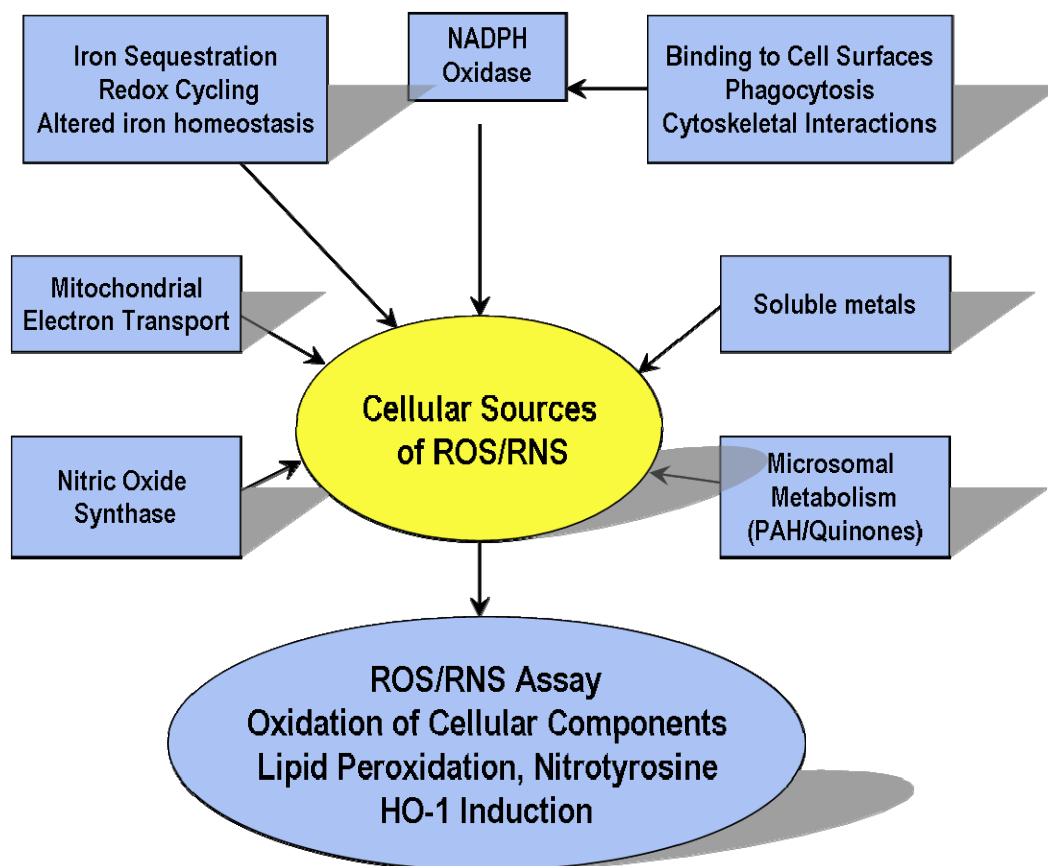 Iron Sequestration
Redox Cycling
Altered iron homeostasis
NADPH
Oxidase
Binding to Cell Surfaces
Phagocytosis
Cytoskeletal Interactions
Mitochondrial
Electron Transport
Soluble metals
Cellular Sources
of ROS/RNS
Nitric Oxide
Synthase
Microsomal
Metabolism
(PAH/Quinones)
ROS/RNS Assay
Oxidation of Cellular Components
Lipid Peroxidation, Nitrotyrosine
HO-1 Induction